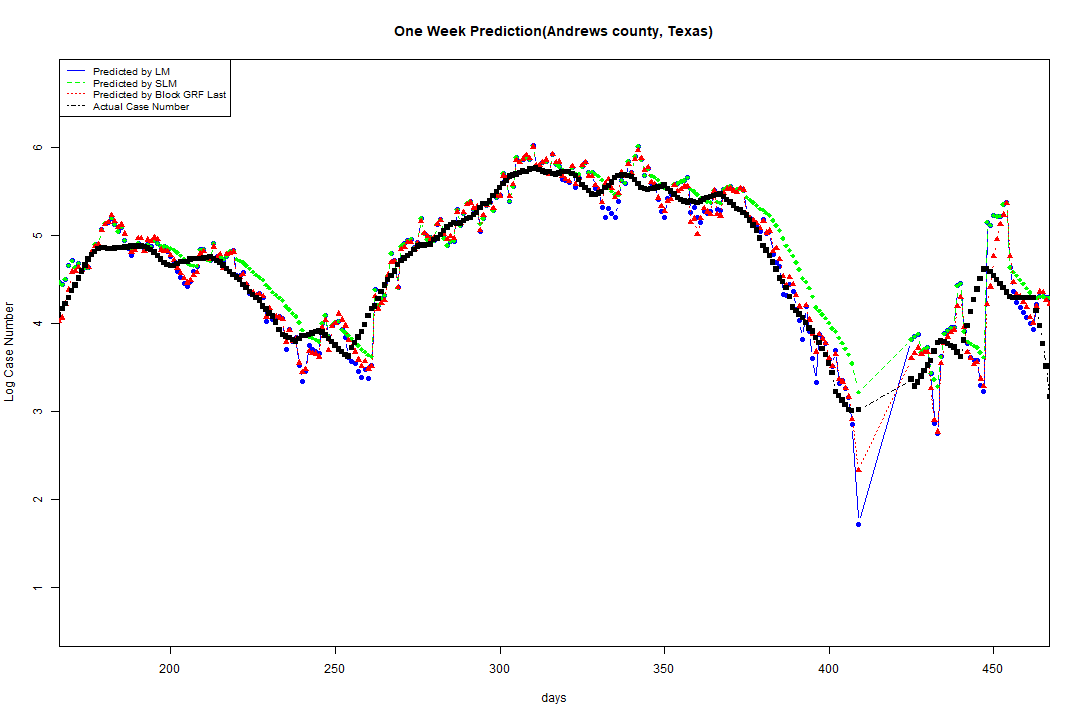 One Week Prediction(Andrews county, Texas)
Predicted by LM
Predicted by SLM
Predicted by Block GRF Last
Actual Case Number
6
5
4
3
2
1
Log Case Number
200 250 300 350 400 450
days